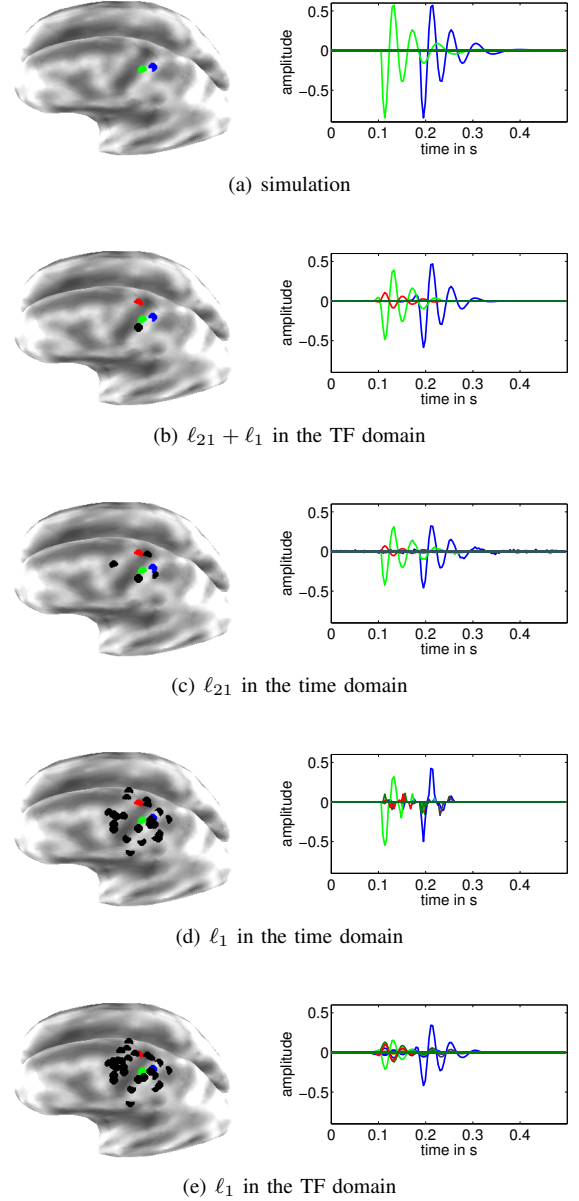 0.5
0
−0.5
amplitude
0 0.1 0.2 0.3 0.4
time in s
(a) simulation
0.5
0
−0.5
amplitude
0 0.1 0.2 0.3 0.4
time in s
(b) ℓ21 + ℓ1 in the TF domain
0.5
0
−0.5
amplitude
0 0.1 0.2 0.3 0.4
time in s
(c) ℓ21 in the time domain
0.5
0
−0.5
amplitude
0 0.1 0.2 0.3 0.4
time in s
(d) ℓ1 in the time domain
0.5
0
−0.5
amplitude
0 0.1 0.2 0.3 0.4
time in s
(e) ℓ1 in the TF domain